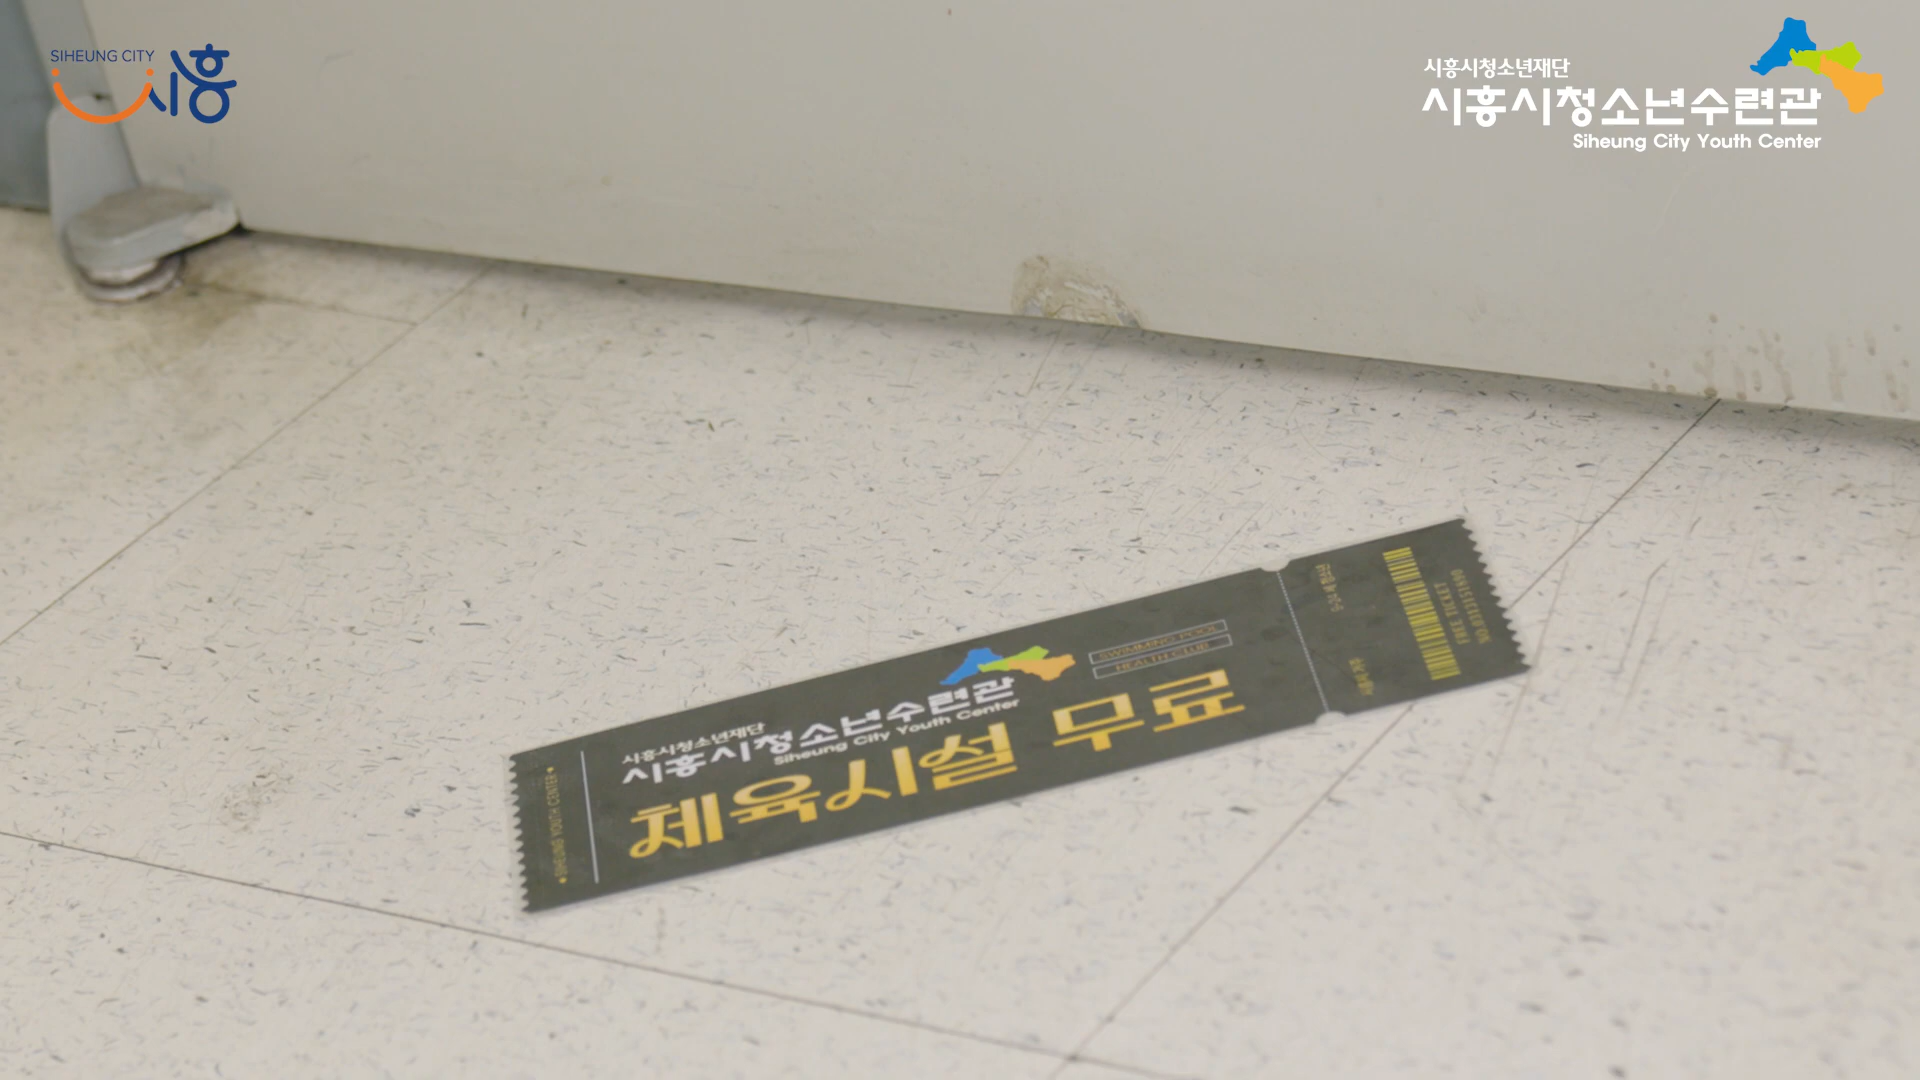 SIHEUNG CITY
시흥
시흥시청소년재단
시흥시청소년수련관
Siheung City Youth Center
SIHEUNG YOUTH CENTER
시흥시청소년재단
시흥시청소년수련관
Siheung City Youth Center
체육시설 무료
SWIMMING POOL
HEALTH CLUB
FREE TICKET